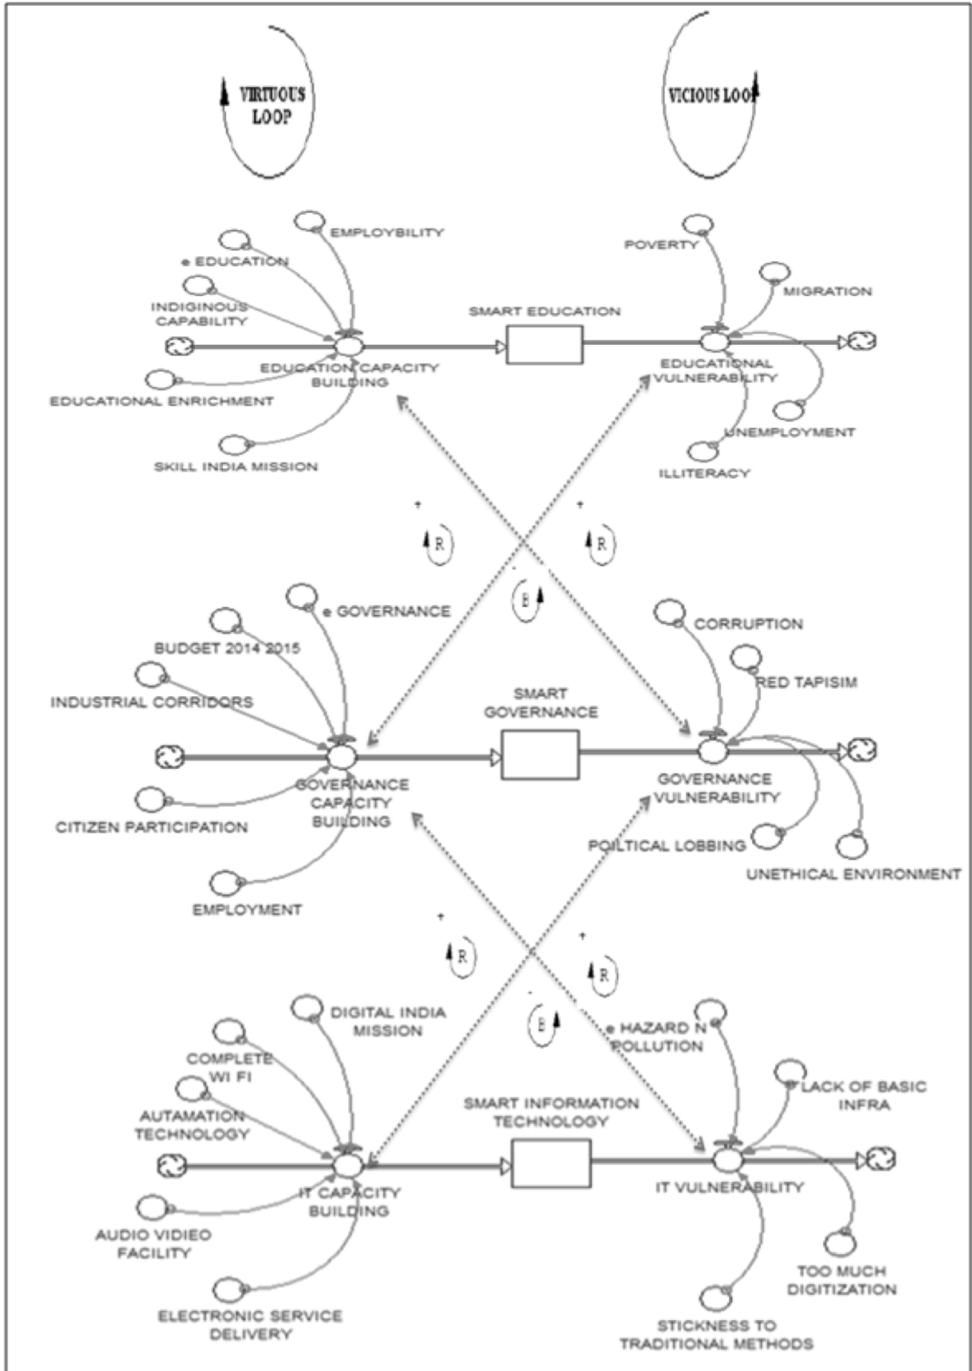 VIRTUOUS
LOOP
VICIOUS LOOP
EMPLOYBILITY
e EDUCATION
INDIGINOUS
CAPABILITY
EDUCATION CAPACITY
BUILDING
EDUCATIONAL ENRICHMENT
SKILL INDIA MISSION
SMART EDUCATION
POVERTY
MIGRATION
EDUCATIONAL
VULNERABILITY
UNEMPLOYMENT
ILLITERACY
+
R
+
R
-
B
e GOVERNANCE
BUDGET 2014 2015
INDUSTRIAL CORRIDORS
GOVERNANCE
CAPACITY
BUILDING
CITIZEN PARTICIPATION
EMPLOYMENT
SMART
GOVERNANCE
CORRUPTION
RED TAPISIM
GOVERNANCE
VULNERABILITY
POILTICAL LOBBING
UNETHICAL ENVIRONMENT
+
R
+
R
-
B
DIGITAL INDIA
MISSION
COMPLETE
WI FI
AUTAMATION
TECHNOLOGY
IT CAPACITY
BUILDING
AUDIO VIDIEO
FACILITY
ELECTRONIC SERVICE
DELIVERY
SMART INFORMATION
TECHNOLOGY
e HAZARD N
POLLUTION
LACK OF BASIC
INFRA
IT VULNERABILITY
TOO MUCH
DIGITIZATION
STICKNESS TO
TRADITIONAL METHODS